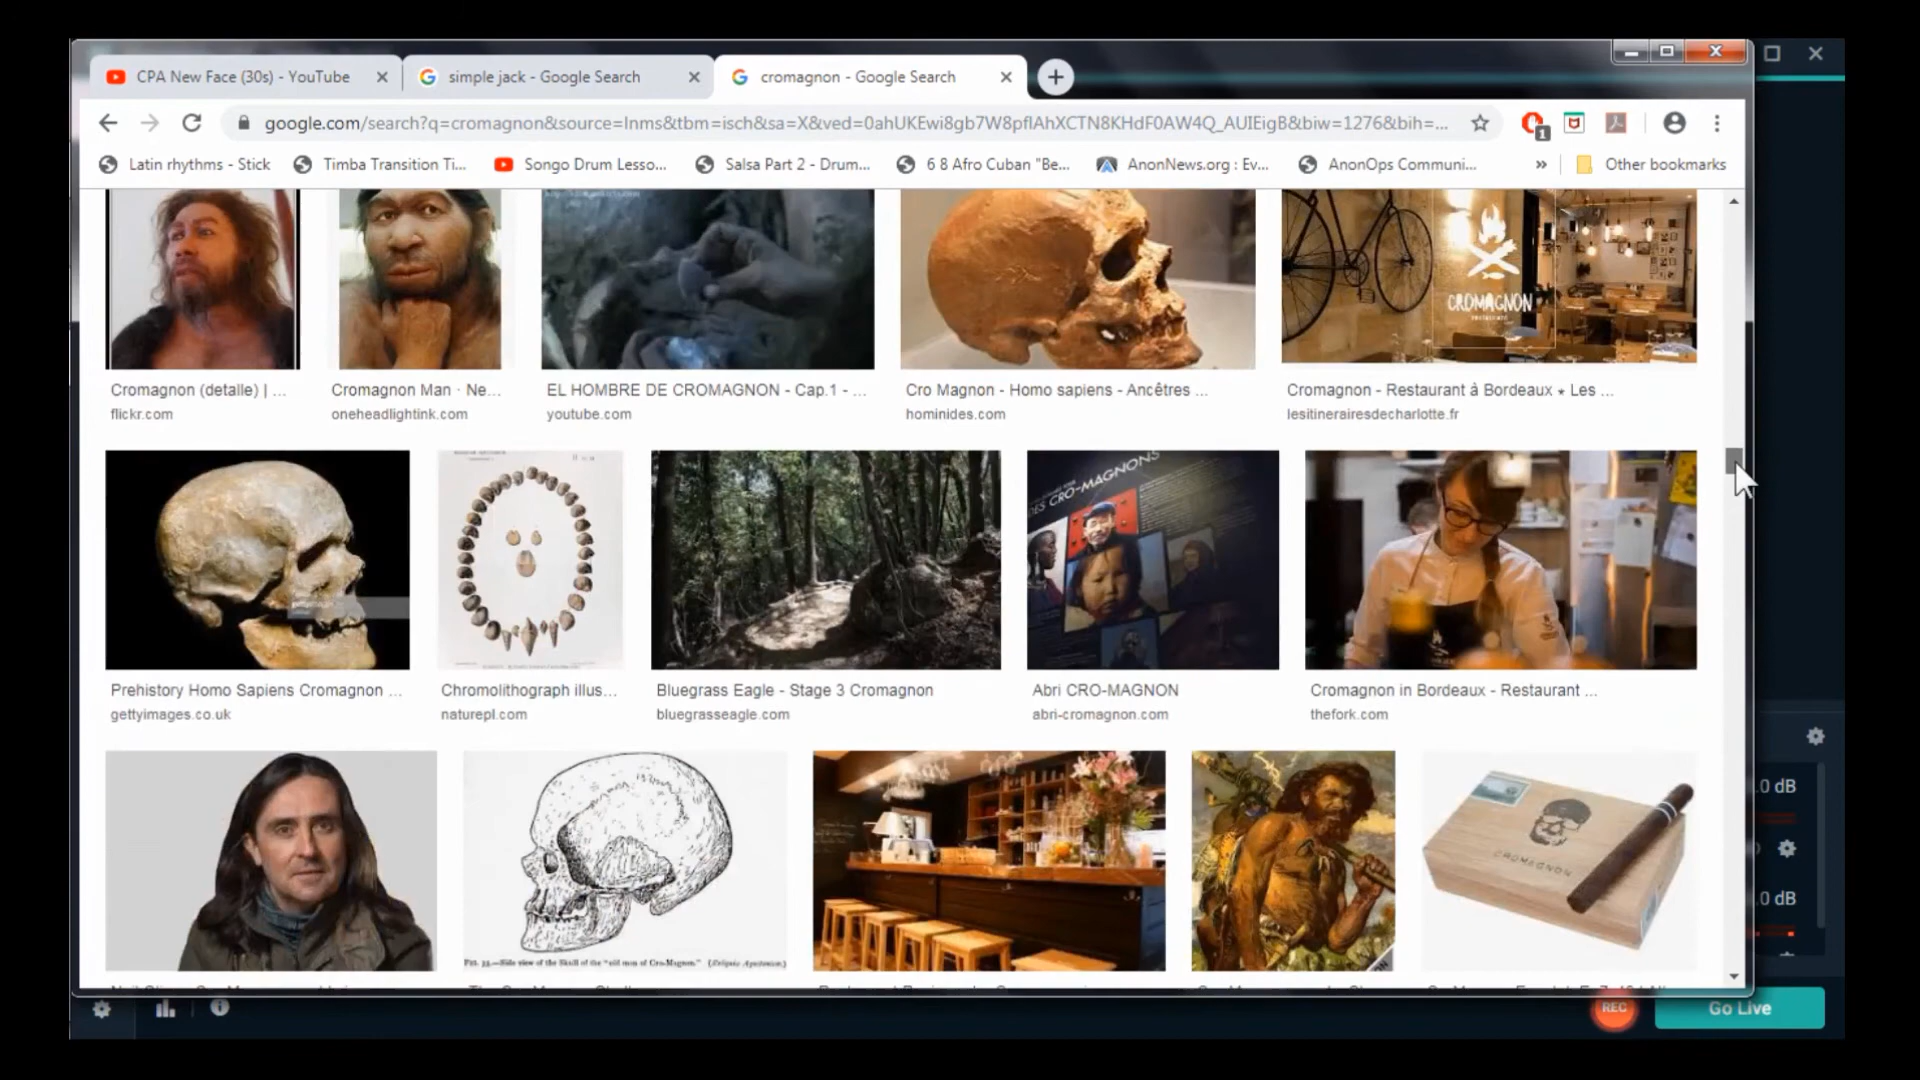 CPA New Face (30s) - YouTube
simple jack - Google Search
cromagnon - Google Search
google.com/search?q=cromagnon&source=lnms&tbm=isch&sa=X&ved=0ahUKEwi8gb7W8pflAhXCTN8KHdF0AW4Q_AUIEigB&biw=1276&bih=...
1
Latin rhythms - Stick
Timba Transition Ti...
Songo Drum Lesso...
Salsa Part 2 - Drum...
6 8 Afro Cuban "Be...
AnonNews.org : Ev...
AnonOps Communi...
»
Other bookmarks
CROMAGNON
Cromagnon (detalle) | ...
flickr.com
Cromagnon Man · Ne...
oneheadlightink.com
EL HOMBRE DE CROMAGNON - Cap.1 - ...
youtube.com
Cro Magnon - Homo sapiens - Ancêtres ...
hominides.com
Cromagnon - Restaurant à Bordeaux ⋆ Les ...
lesitinerairesdecharlotte.fr
DES CRO-MAGNONS
Prehistory Homo Sapiens Cromagnon ...
gettyimages.co.uk
Chromolithograph illus...
naturepl.com
Bluegrass Eagle - Stage 3 Cromagnon
bluegrasseagle.com
Abri CRO-MAGNON
abri-cromagnon.com
Cromagnon in Bordeaux - Restaurant ...
thefork.com
CROMAGNON
.0 dB
.0 dB
REC
Go Live